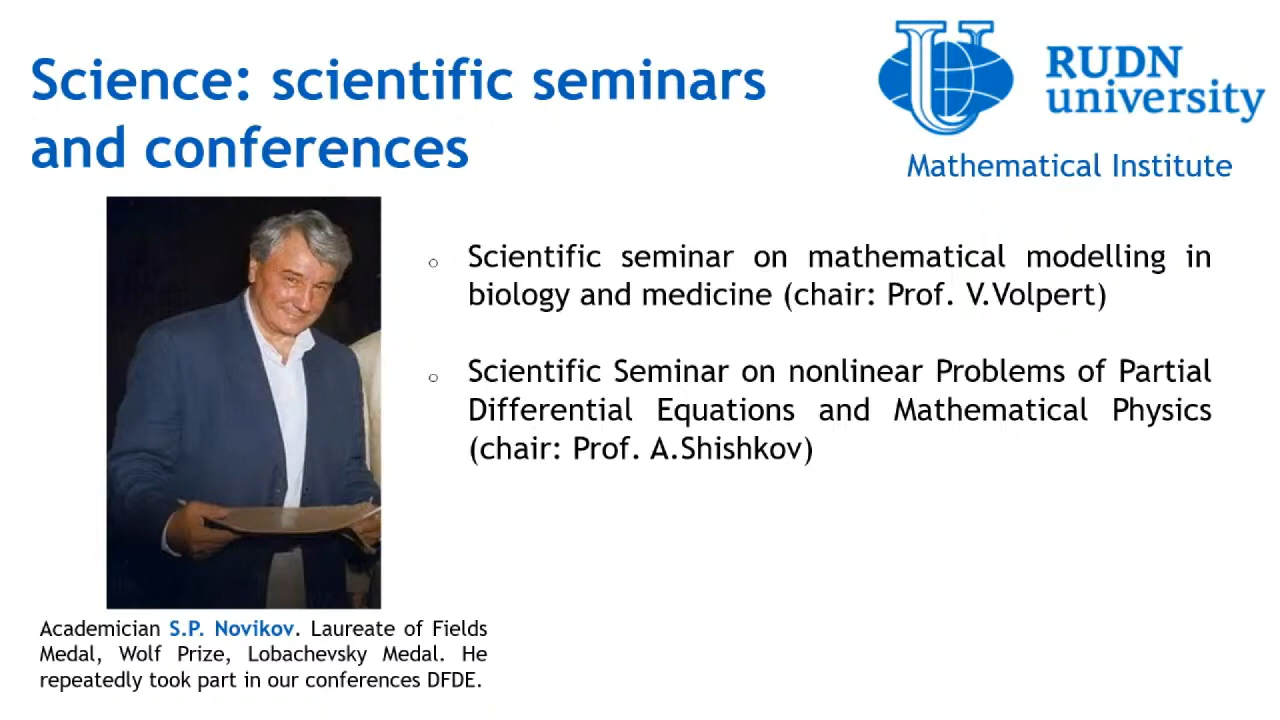 Science: scientific seminars
and conferences
RUDN
university
Mathematical Institute
○ Scientific seminar on mathematical modelling in
biology and medicine (chair: Prof. V.Volpert)
○ Scientific Seminar on nonlinear Problems of Partial
Differential Equations and Mathematical Physics
(chair: Prof. A.Shishkov)
Academician S.P. Novikov. Laureate of Fields
Medal, Wolf Prize, Lobachevsky Medal. He
repeatedly took part in our conferences DFDE.